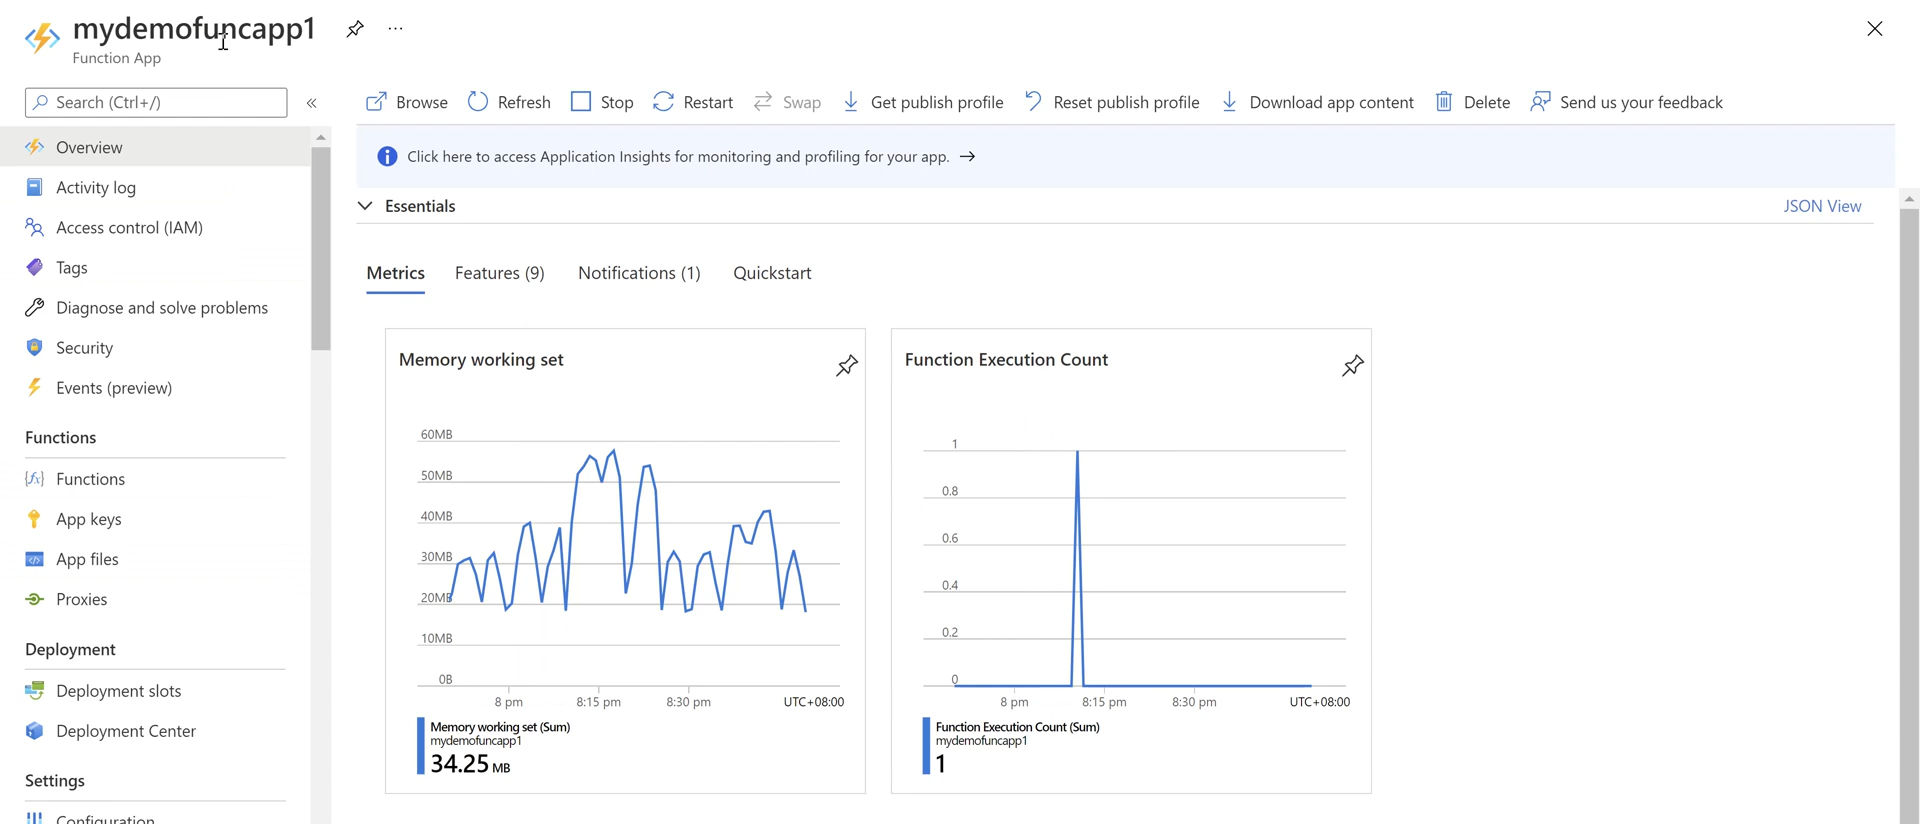 mydemofuncapp1
Function App
Search (Ctrl+/)
Browse Refresh Stop Restart Swap Get publish profile Reset publish profile Download app content Delete Send us your feedback
Overview
Activity log
Access control (IAM)
Tags
Diagnose and solve problems
Security
Events (preview)
Functions
Functions
App keys
App files
Proxies
Deployment
Deployment slots
Deployment Center
Settings
Configuration
Click here to access Application Insights for monitoring and profiling for your app.
Essentials
JSON View
Metrics Features (9) Notifications (1) Quickstart
Memory working set
60MB
50MB
40MB
30MB
20MB
10MB
0B
8 pm 8:15 pm 8:30 pm UTC+08:00
Memory working set (Sum)
mydemofuncapp1
34.25 MB
Function Execution Count
1
0.8
0.6
0.4
0.2
0
8 pm 8:15 pm 8:30 pm UTC+08:00
Function Execution Count (Sum)
mydemofuncapp1
1